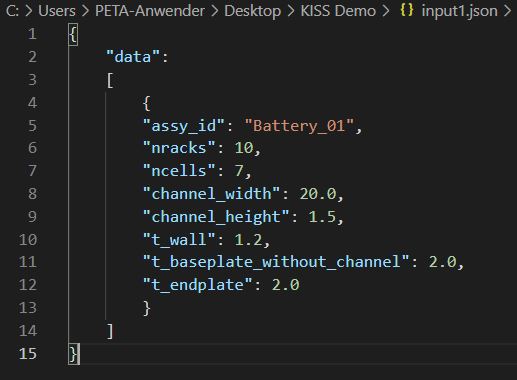 C: > Users > PETA-Anwender > Desktop > KISS Demo > {} input1.json >
1 {
2     "data":
3     [
4         {
5         "assy_id": "Battery_01",
6         "nracks": 10,
7         "ncells": 7,
8         "channel_width": 20.0,
9         "channel_height": 1.5,
10         "t_wall": 1.2,
11         "t_baseplate_without_channel": 2.0,
12         "t_endplate": 2.0
13         }
14     ]
15 }